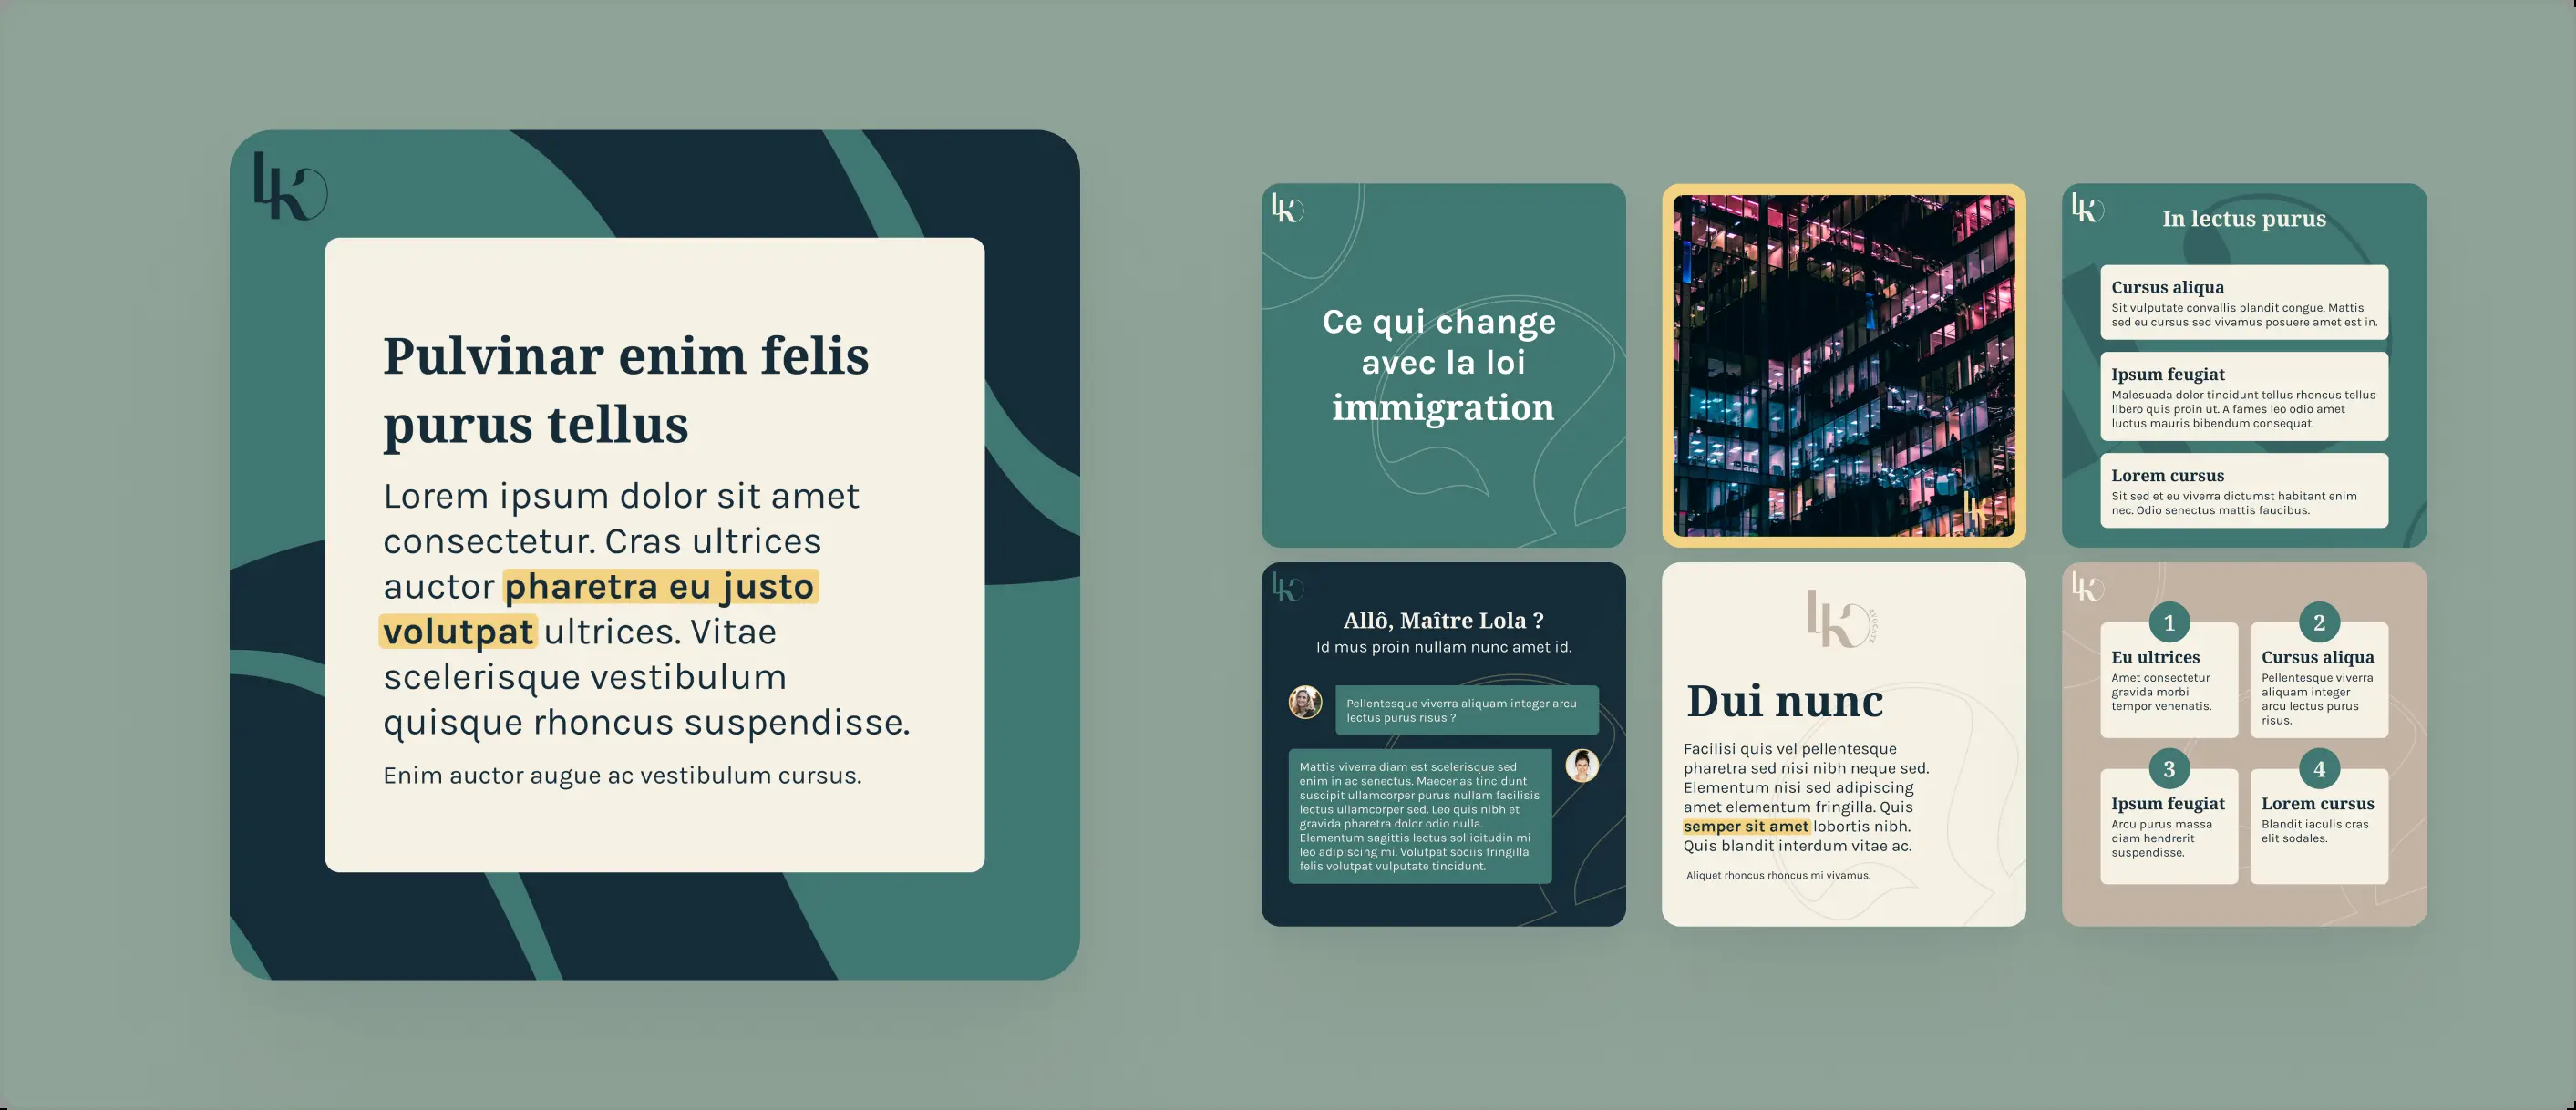 LK
Pulvinar enim felis
purus tellus
Lorem ipsum dolor sit amet
consectetur. Cras ultrices
auctor pharetra eu justo
volutpat ultrices. Vitae
scelerisque vestibulum
quisque rhoncus suspendisse.
Enim auctor augue ac vestibulum cursus.
LK
Ce qui change
avec la loi
immigration
LK
LK
In lectus purus
Cursus aliqua
Sit vulputate convallis blandit congue. Mattis
sed eu cursus sed vivamus posuere amet est in.
Ipsum feugiat
Malesuada dolor tincidunt tellus rhoncus tellus
libero quis proin ut. A fames leo odio amet
luctus mauris bibendum consequat.
Lorem cursus
Sit sed et eu viverra dictumst habitant enim
nec. Odio senectus mattis faucibus.
LK
Allô, Maître Lola ?
Id mus proin nullam nunc amet id.
Pellentesque viverra aliquam integer arcu
lectus purus risus ?
Mattis viverra diam est scelerisque sed
enim in ac senectus. Maecenas tincidunt
suscipit ullamcorper purus nullam facilisis
lectus ullamcorper sed. Leo quis nibh et
gravida pharetra dolor odio nulla.
Elementum sagittis lectus sollicitudin mi
leo adipiscing mi. Volutpat sociis fringilla
felis volutpat vulputate tincidunt.
LK
AVOCATE
Dui nunc
Facilisi quis vel pellentesque
pharetra sed nisi nibh neque sed.
Elementum nisi sed adipiscing
amet elementum fringilla. Quis
semper sit amet lobortis nibh.
Quis blandit interdum vitae ac.
Aliquet rhoncus rhoncus mi vivamus.
LK
1
Eu ultrices
Amet consectetur
gravida morbi
tempor venenatis.
2
Cursus aliqua
Pellentesque viverra
aliquam integer
arcu lectus purus
risus.
3
Ipsum feugiat
Arcu purus massa
diam hendrerit
suspendisse.
4
Lorem cursus
Blandit iaculis cras
elit sodales.